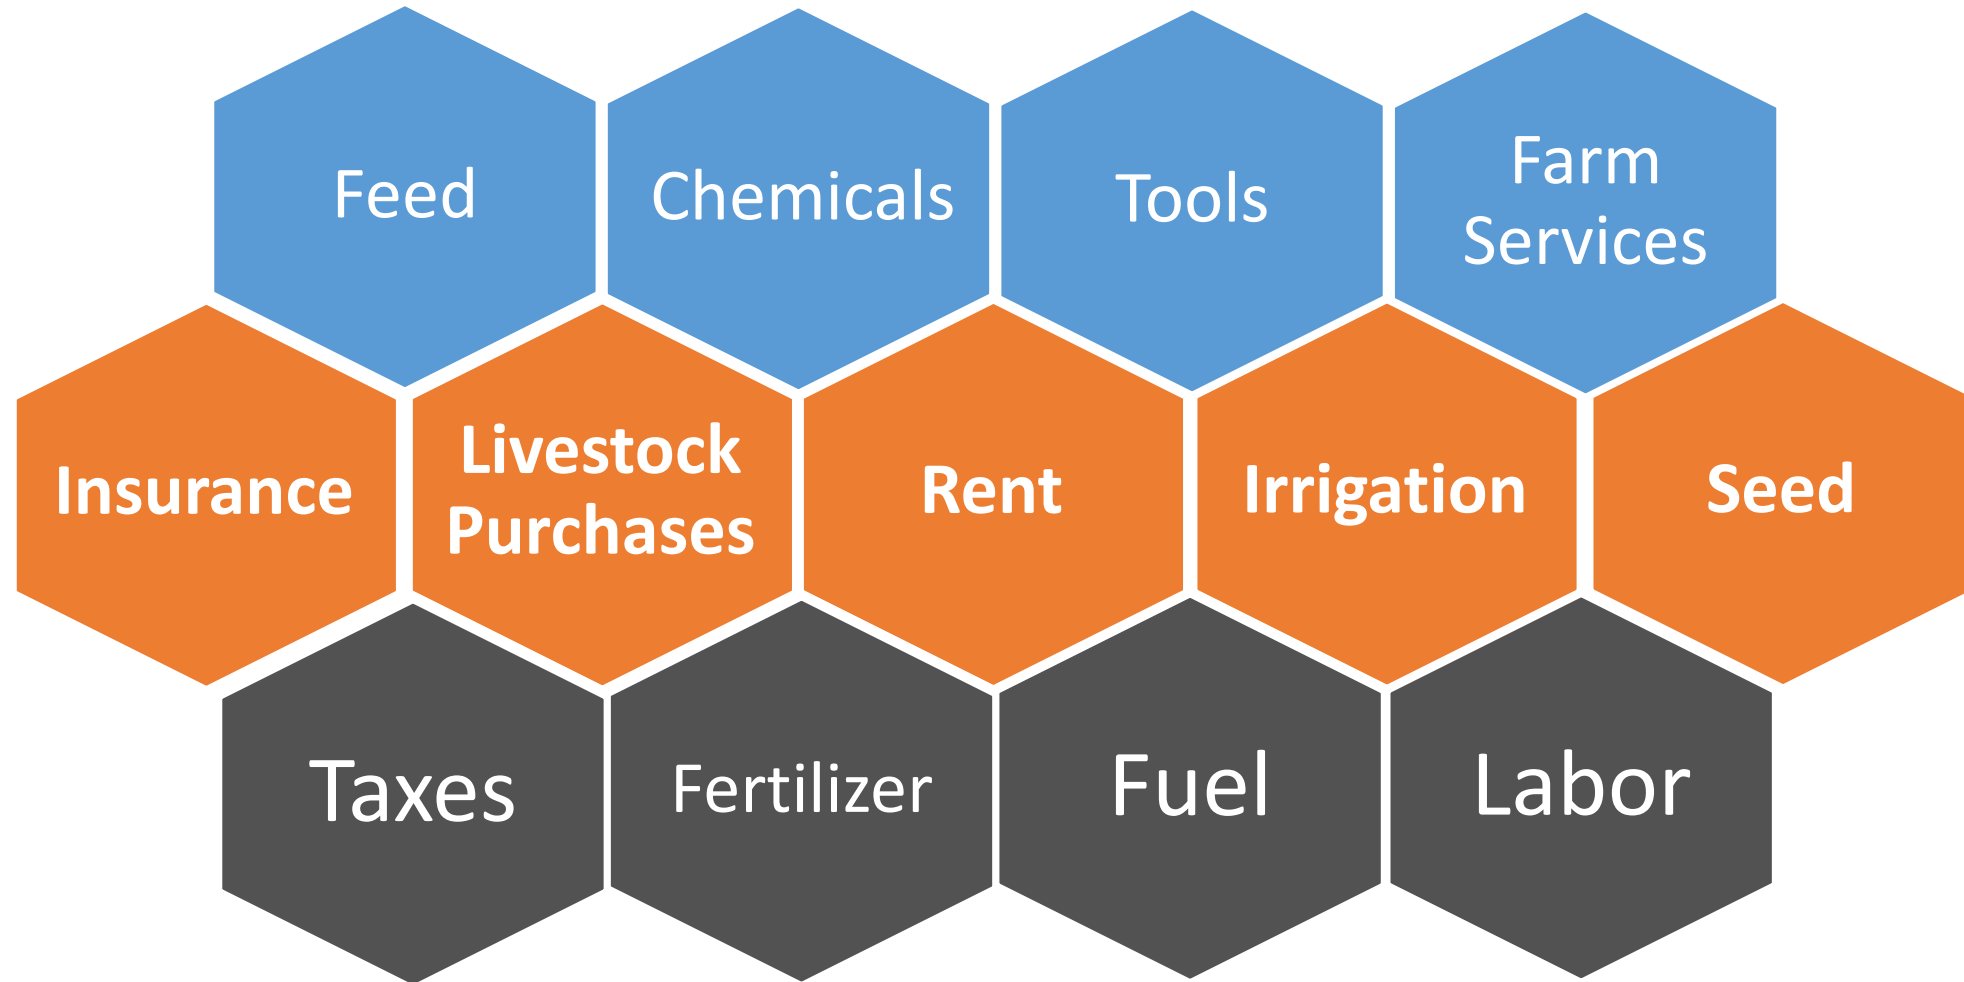 Feed
Chemicals
Tools
Farm
Services
Insurance
Livestock
Purchases
Rent
Irrigation
Seed
Taxes
Fertilizer
Fuel
Labor